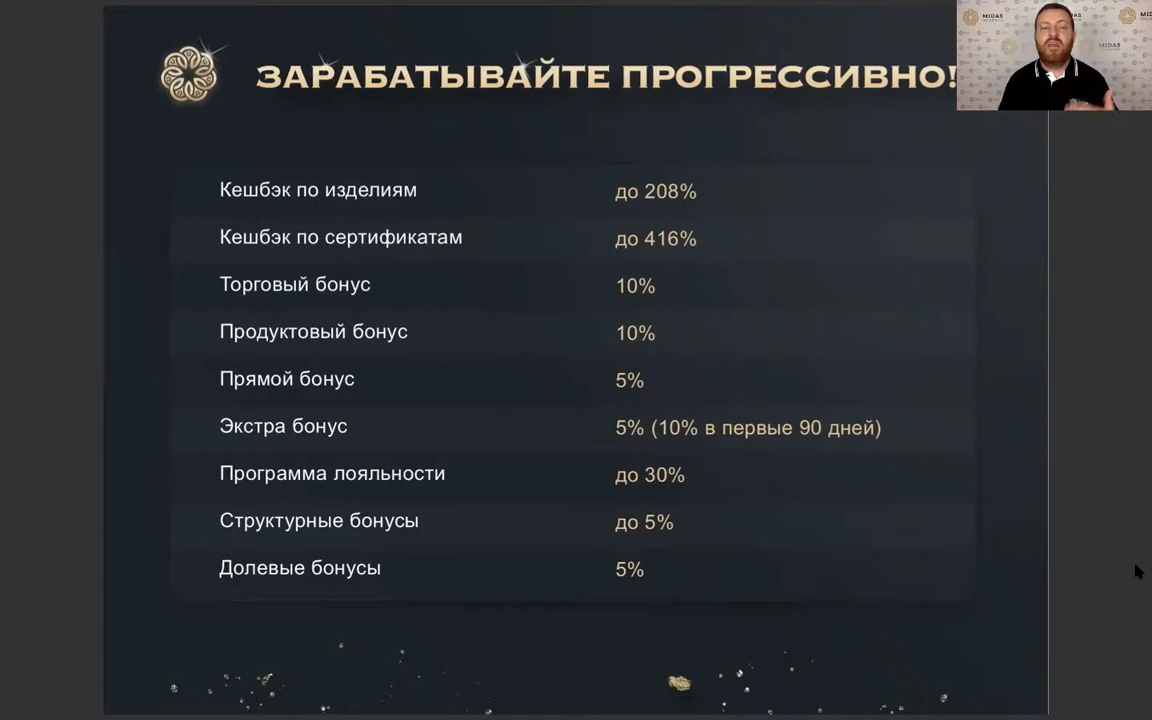 ЗАРАБАТЫВАЙТЕ ПРОГРЕССИВНО!
MIDAS
MIDAS
Кешбэк по изделиям до 208%
Кешбэк по сертификатам до 416%
Торговый бонус 10%
Продуктовый бонус 10%
Прямой бонус 5%
Экстра бонус 5% (10% в первые 90 дней)
Программа лояльности до 30%
Структурные бонусы до 5%
Долевые бонусы 5%